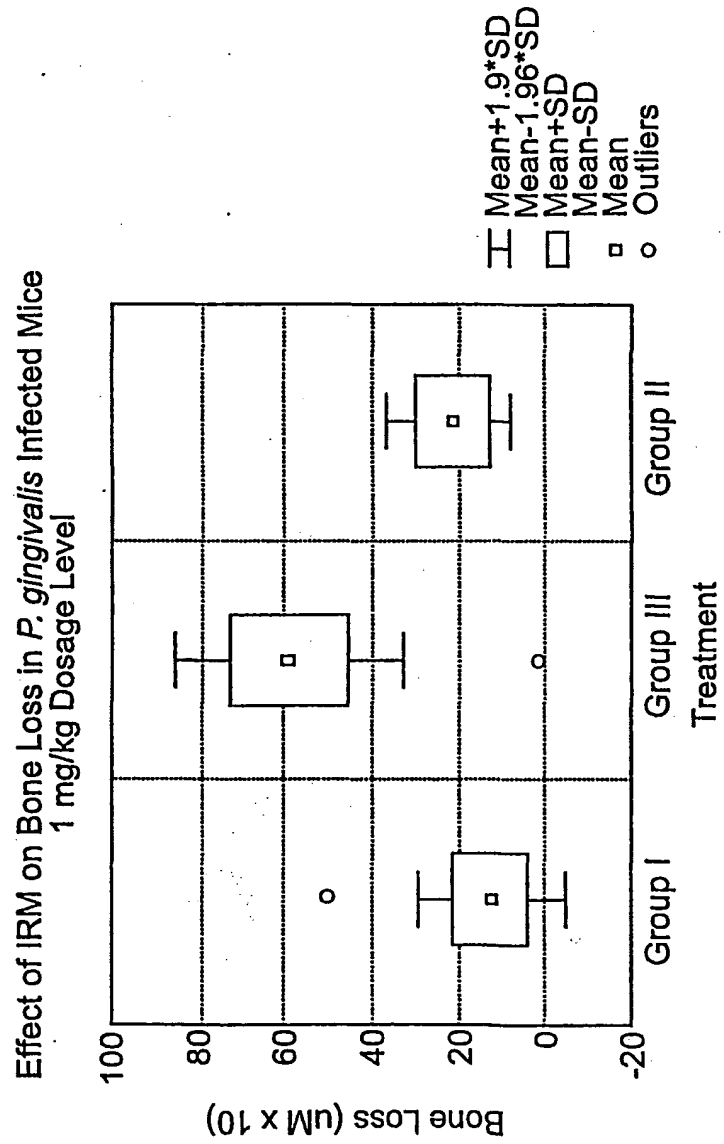 Effect of IRM on Bone Loss in P. gingivalis Infected Mice
1 mg/kg Dosage Level
Bone Loss (uM x 10)
100
80
60
40
20
0
-20
Group I
Group III
Group II
Treatment
Mean+1.9*SD
Mean-1.96*SD
Mean+SD
Mean-SD
Mean
Outliers